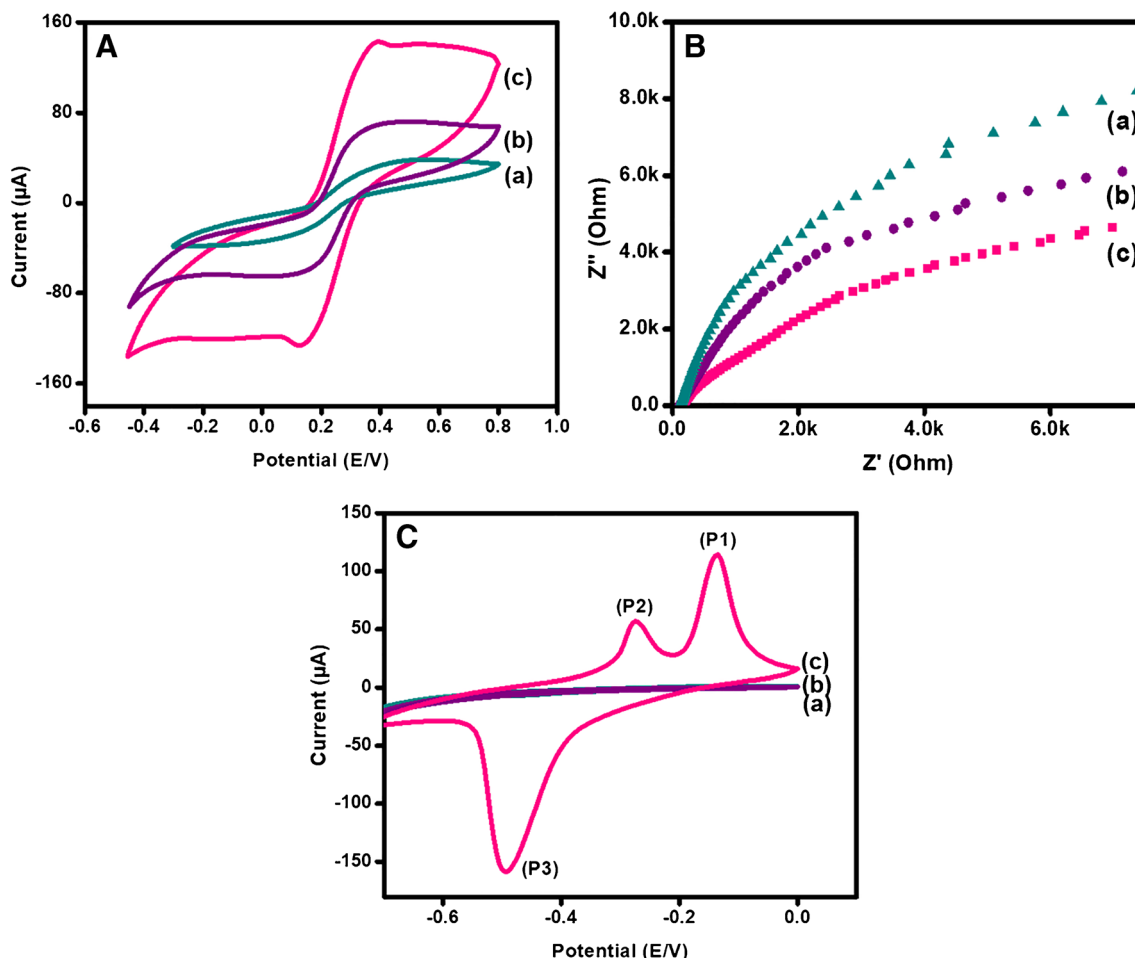 A
160
80
0
-80
-160
Current (µA)
(c)
(b)
(a)
-0.6 -0.4 -0.2 0.0 0.2 0.4 0.6 0.8 1.0
Potential (E/V)
B
10.0k
8.0k
6.0k
4.0k
2.0k
0.0
Z'' (Ohm)
(a)
(b)
(c)
0.0 2.0k 4.0k 6.0k
Z' (Ohm)
C
150
100
50
0
-50
-100
-150
Current (µA)
(P1)
(P2)
(c)
(b)
(a)
(P3)
-0.6 -0.4 -0.2 0.0
Potential (E/V)